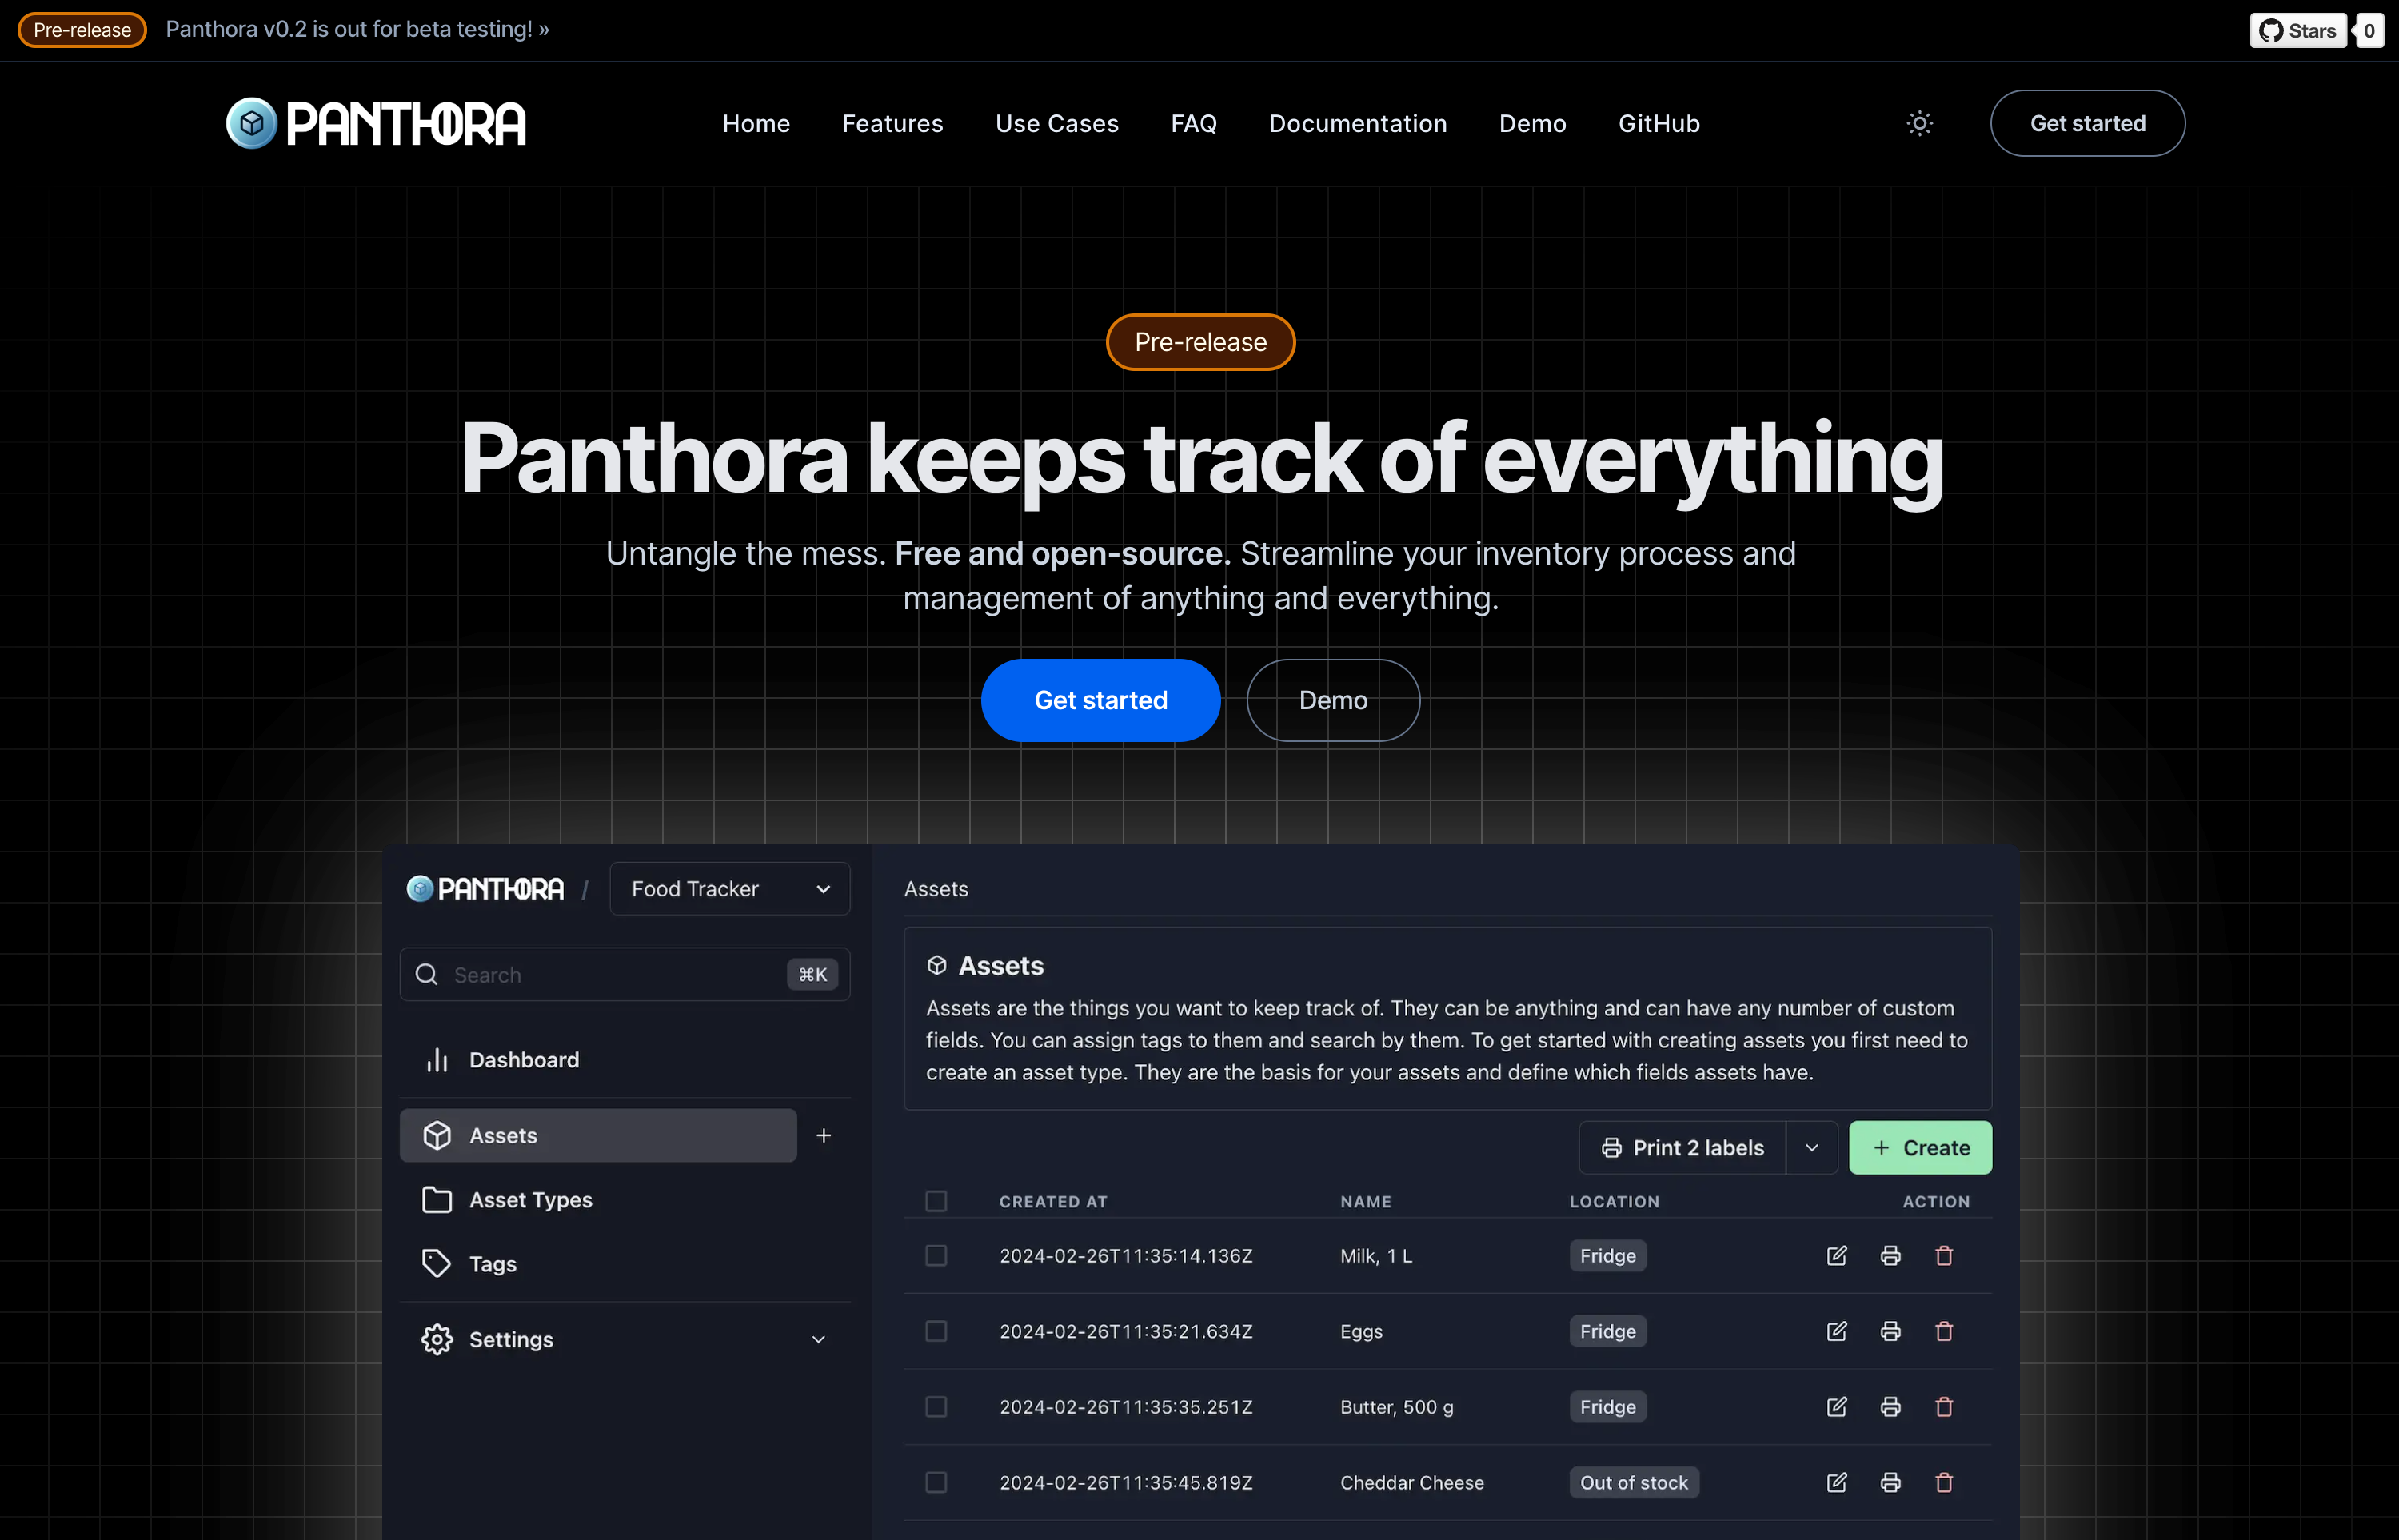 Pre-release Panthora v0.2 is out for beta testing! » Stars 0
PANTHORA Home Features Use Cases FAQ Documentation Demo GitHub Get started
Pre-release
Panthora keeps track of everything
Untangle the mess. Free and open-source. Streamline your inventory process and
management of anything and everything.
Get started Demo
PANTHORA / Food Tracker
Search ⌘K
Dashboard
Assets +
Asset Types
Tags
Settings
Assets
Assets
Assets are the things you want to keep track of. They can be anything and can have any number of custom
fields. You can assign tags to them and search by them. To get started with creating assets you first need to
create an asset type. They are the basis for your assets and define which fields assets have.
Print 2 labels + Create
CREATED AT NAME LOCATION ACTION
2024-02-26T11:35:14.136Z Milk, 1 L Fridge
2024-02-26T11:35:21.634Z Eggs Fridge
2024-02-26T11:35:35.251Z Butter, 500 g Fridge
2024-02-26T11:35:45.819Z Cheddar Cheese Out of stock